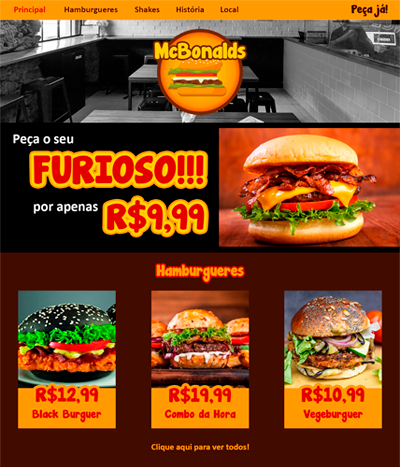 Principal Hamburgueres Shakes História Local Peça já!
McBonalds
Peça o seu
FURIOSO!!!
por apenas R$9,99
Hamburgueres
R$12,99 R$19,99 R$10,99
Black Burguer Combo da Hora Vegeburguer
Clique aqui para ver todos!